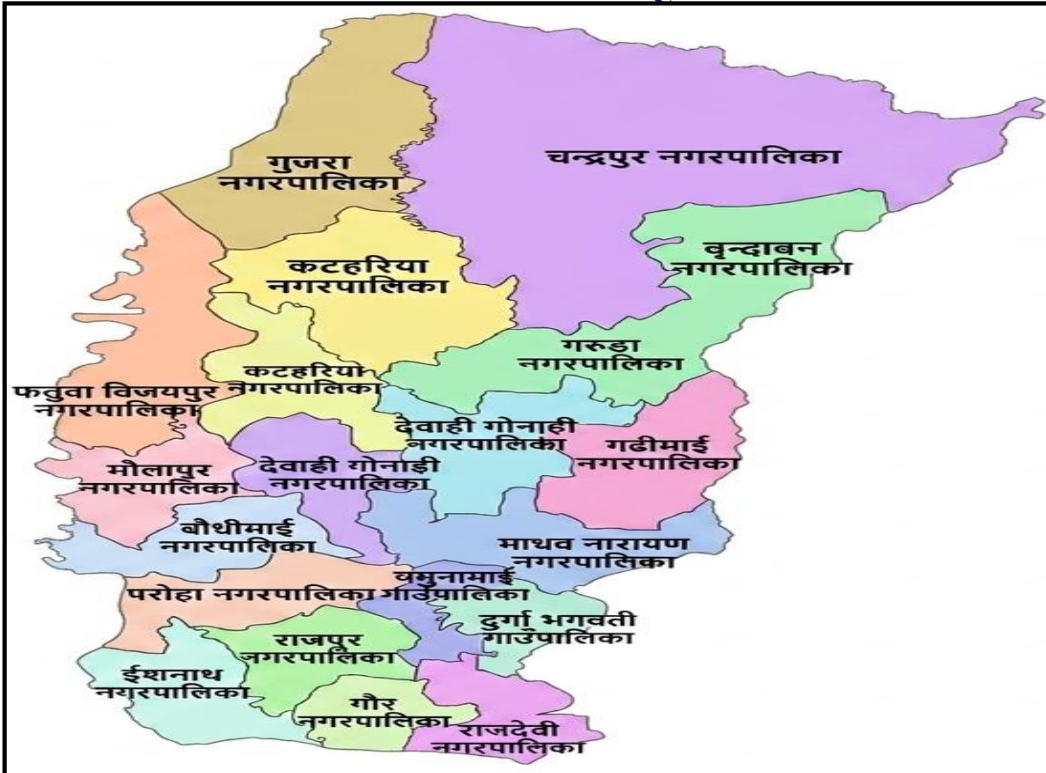 गुजरा
नगरपालिका
चन्द्रपुर नगरपालिका
वृन्दाबन
नगरपालिका
कटहरिया
नगरपालिका
गरुडा
नगरपालिका
कटहरियो
नगरपालिका
फतुवा विजयपुर
नगरपालिका
देवाही गोनाही
नगरपालिका
गढीमाई
नगरपालिका
मौलापुर
नगरपालिका
देवाही गोनाही
नगरपालिका
बौधीमाई
नगरपालिका
माधव नारायण
नगरपालिका
परोहा नगरपालिका
यमुनामाई
गाउँपालिका
दुर्गा भगवती
गाउँपालिका
राजपूर
नगरपालिका
ईशनाथ
नगरपालिका
गौर
नगरपालिका
राजदेवी
नगरपालिका